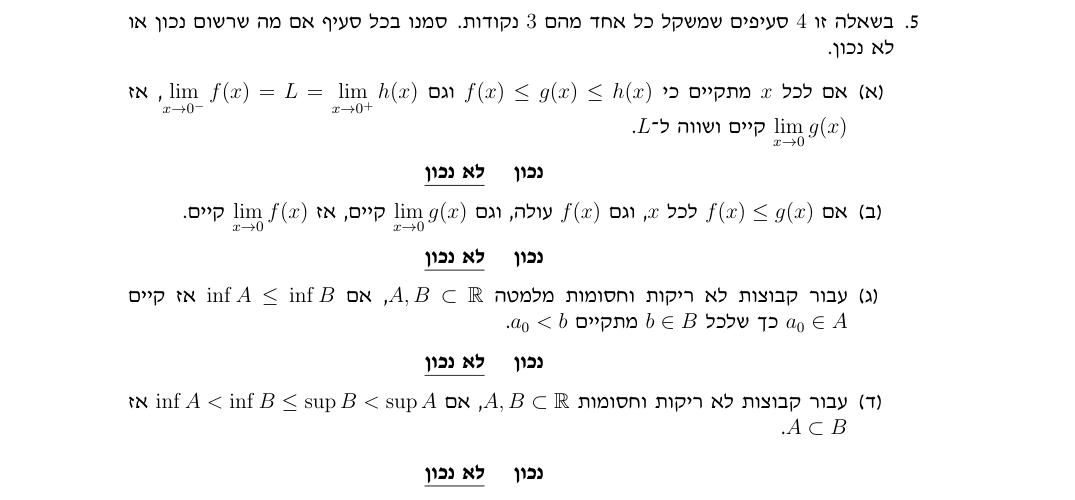 5. בשאלה זו 4 סעיפים שמשקל כל אחד מהם 3 נקודות. סמנו בכל סעיף אם מה שרשום נכון או
לא נכון.
(א) אם לכל x מתקיים כי f(x) ≤ g(x) ≤ h(x) וגם lim_{x→0⁻} f(x) = L = lim_{x→0⁺} h(x), אז
lim_{x→0} g(x) קיים ושווה ל-L.
נכון לא נכון
(ב) אם f(x) ≤ g(x) לכל x, וגם f(x) עולה, וגם lim_{x→0} g(x) קיים, אז lim_{x→0} f(x) קיים.
נכון לא נכון
(ג) עבור קבוצות לא ריקות וחסומות מלמטה A, B ⊂ ℝ, אם inf A ≤ inf B אז קיים
a₀ ∈ A כך שלכל b ∈ B מתקיים a₀ < b.
נכון לא נכון
(ד) עבור קבוצות לא ריקות וחסומות A, B ⊂ ℝ, אם inf A < inf B ≤ sup B < sup A אז
A ⊂ B.
נכון לא נכון